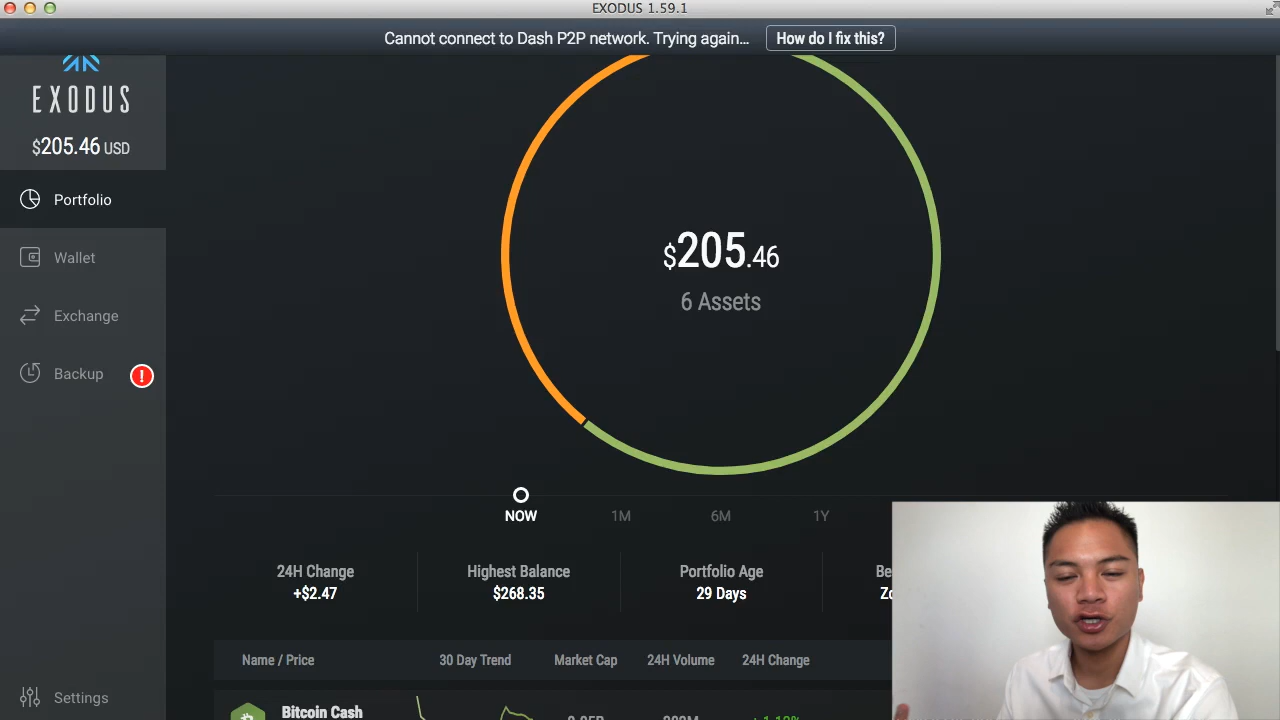 EXODUS 1.59.1
Cannot connect to Dash P2P network. Trying again... How do I fix this?
EXODUS
$205.46 USD
Portfolio
Wallet
Exchange
Backup !
Settings
$205.46
6 Assets
NOW 1M 6M 1Y
24H Change Highest Balance Portfolio Age Be
+$2.47 $268.35 29 Days Zc
Name / Price 30 Day Trend Market Cap 24H Volume 24H Change
Bitcoin Cash